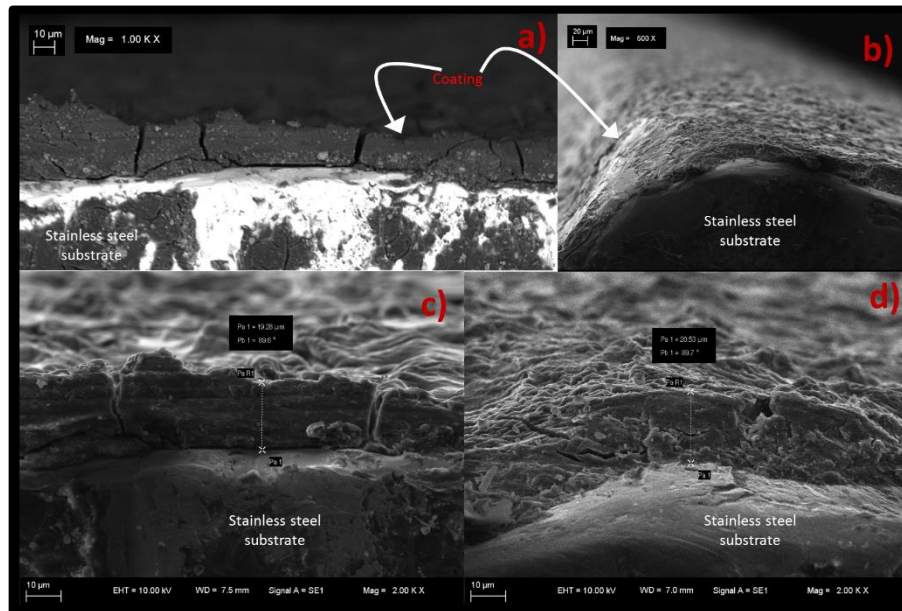 10 µm
Mag = 1.00 K X
a)
Coating
Stainless steel
substrate
20 µm
Mag = 600 X
b)
Stainless steel
substrate
c)
Pa 1 = 19.28 µm
Pb 1 = 89.6 °
Pa R1
Pa 1
Stainless steel
substrate
10 µm
EHT = 10.00 kV
WD = 7.5 mm
Signal A = SE1
Mag = 2.00 K X
d)
Pa 1 = 20.53 µm
Pb 1 = 89.7 °
Pa R1
Pa 1
Stainless steel
substrate
10 µm
EHT = 10.00 kV
WD = 7.0 mm
Signal A = SE1
Mag = 2.00 K X